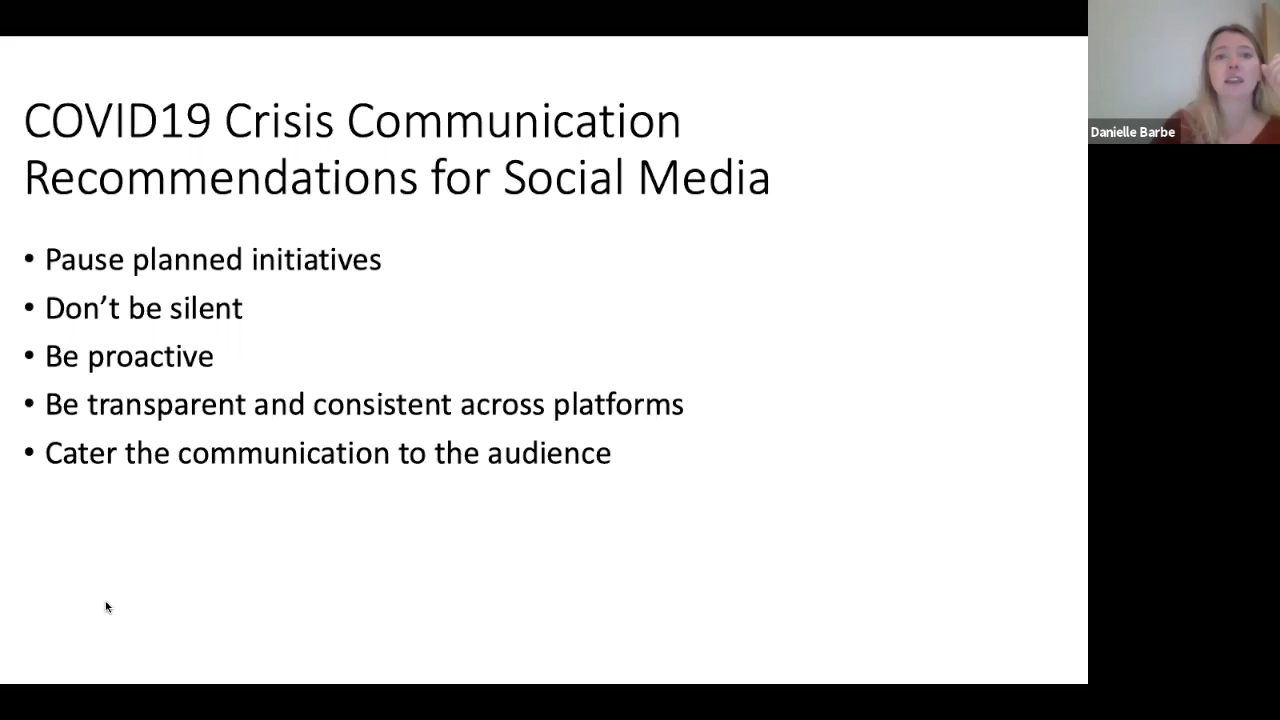 COVID19 Crisis Communication
Recommendations for Social Media
• Pause planned initiatives
• Don’t be silent
• Be proactive
• Be transparent and consistent across platforms
• Cater the communication to the audience
Danielle Barbe